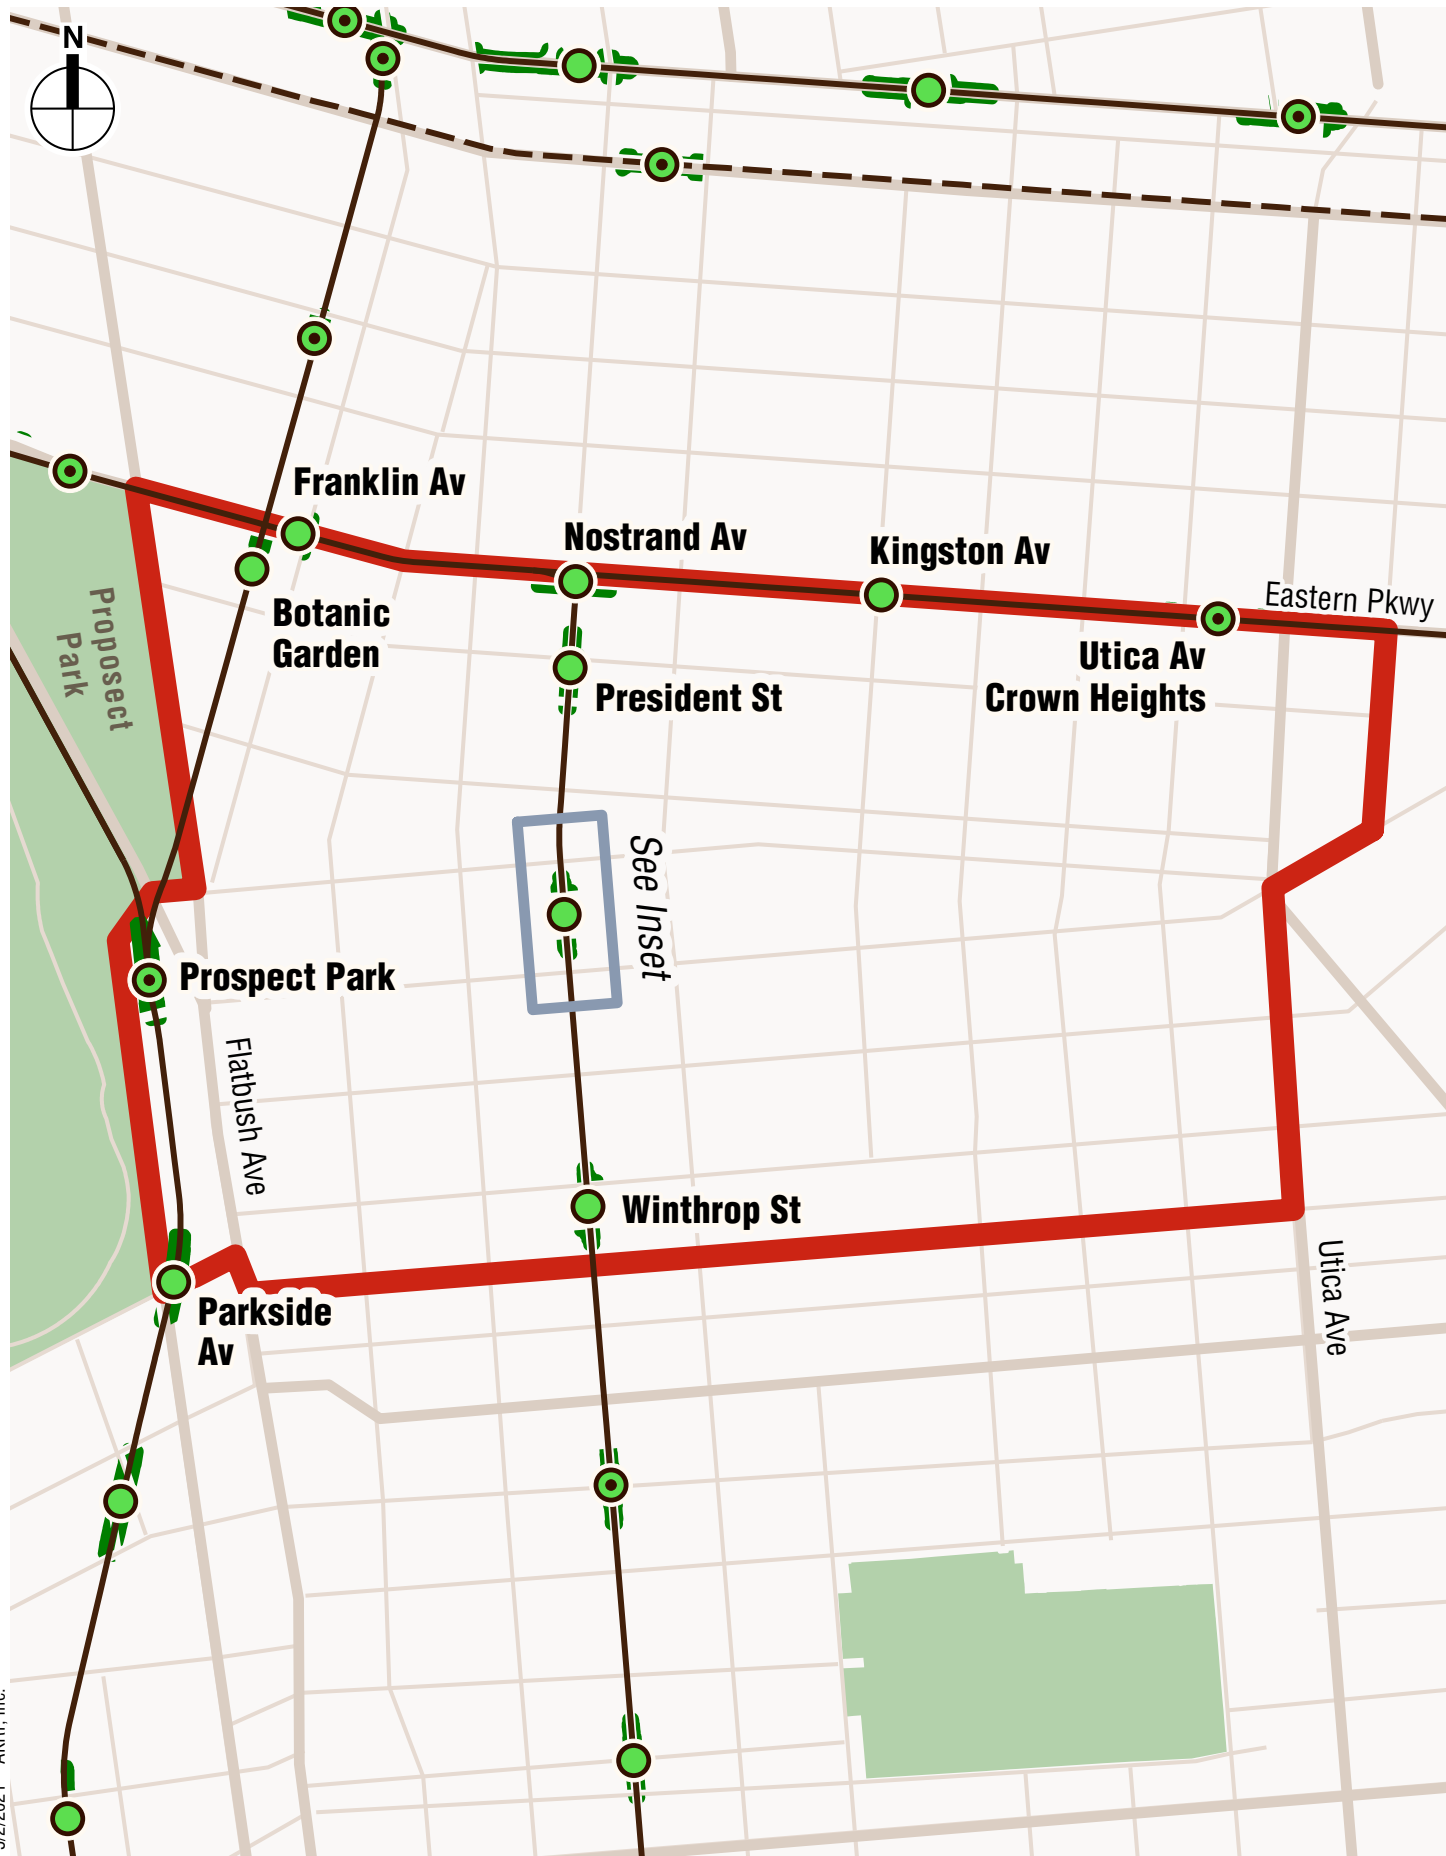 N
Franklin Av
Nostrand Av
Kingston Av
Eastern Pkwy
Botanic
Garden
Proposect
Park
President St
Utica Av
Crown Heights
See Inset
Prospect Park
Flatbush Ave
Winthrop St
Utica Ave
Parkside
Av